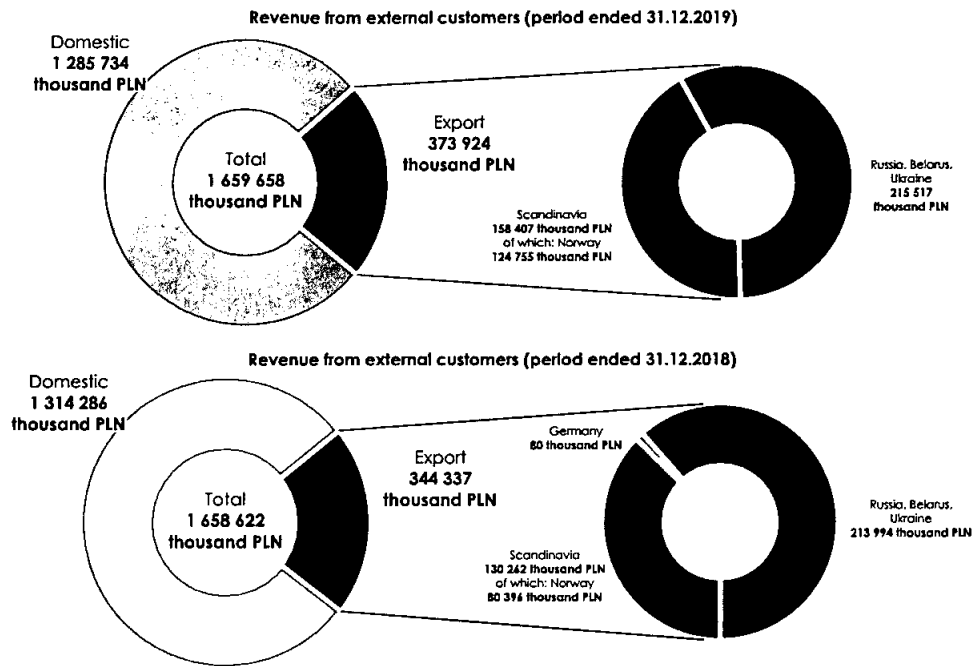 Revenue from external customers (period ended 31.12.2019)
Domestic
1 285 734
thousand PLN
Total
1 659 658
thousand PLN
Export
373 924
thousand PLN
Scandinavia
158 407 thousand PLN
of which: Norway
124 755 thousand PLN
Russia, Belarus,
Ukraine
215 517
thousand PLN
Revenue from external customers (period ended 31.12.2018)
Domestic
1 314 286
thousand PLN
Total
1 658 622
thousand PLN
Export
344 337
thousand PLN
Germany
80 thousand PLN
Scandinavia
130 262 thousand PLN
of which: Norway
80 396 thousand PLN
Russia, Belarus,
Ukraine
213 994 thousand PLN